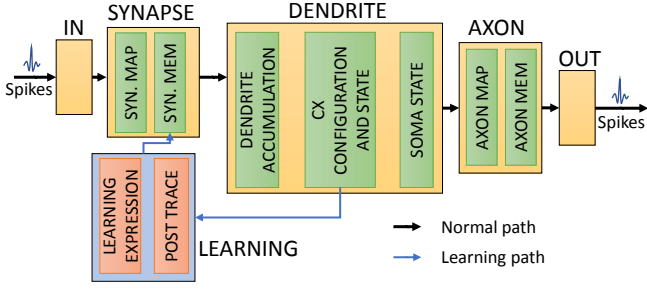 SYNAPSE
DENDRITE
IN
AXON
OUT
Spikes
SYN. MAP
SYN. MEM
DENDRITE
ACCUMULATION
CX
CONFIGURATION
AND STATE
SOMA STATE
AXON MAP
AXON MEM
Spikes
LEARNING
EXPRESSION
POST TRACE
LEARNING
Normal path
Learning path